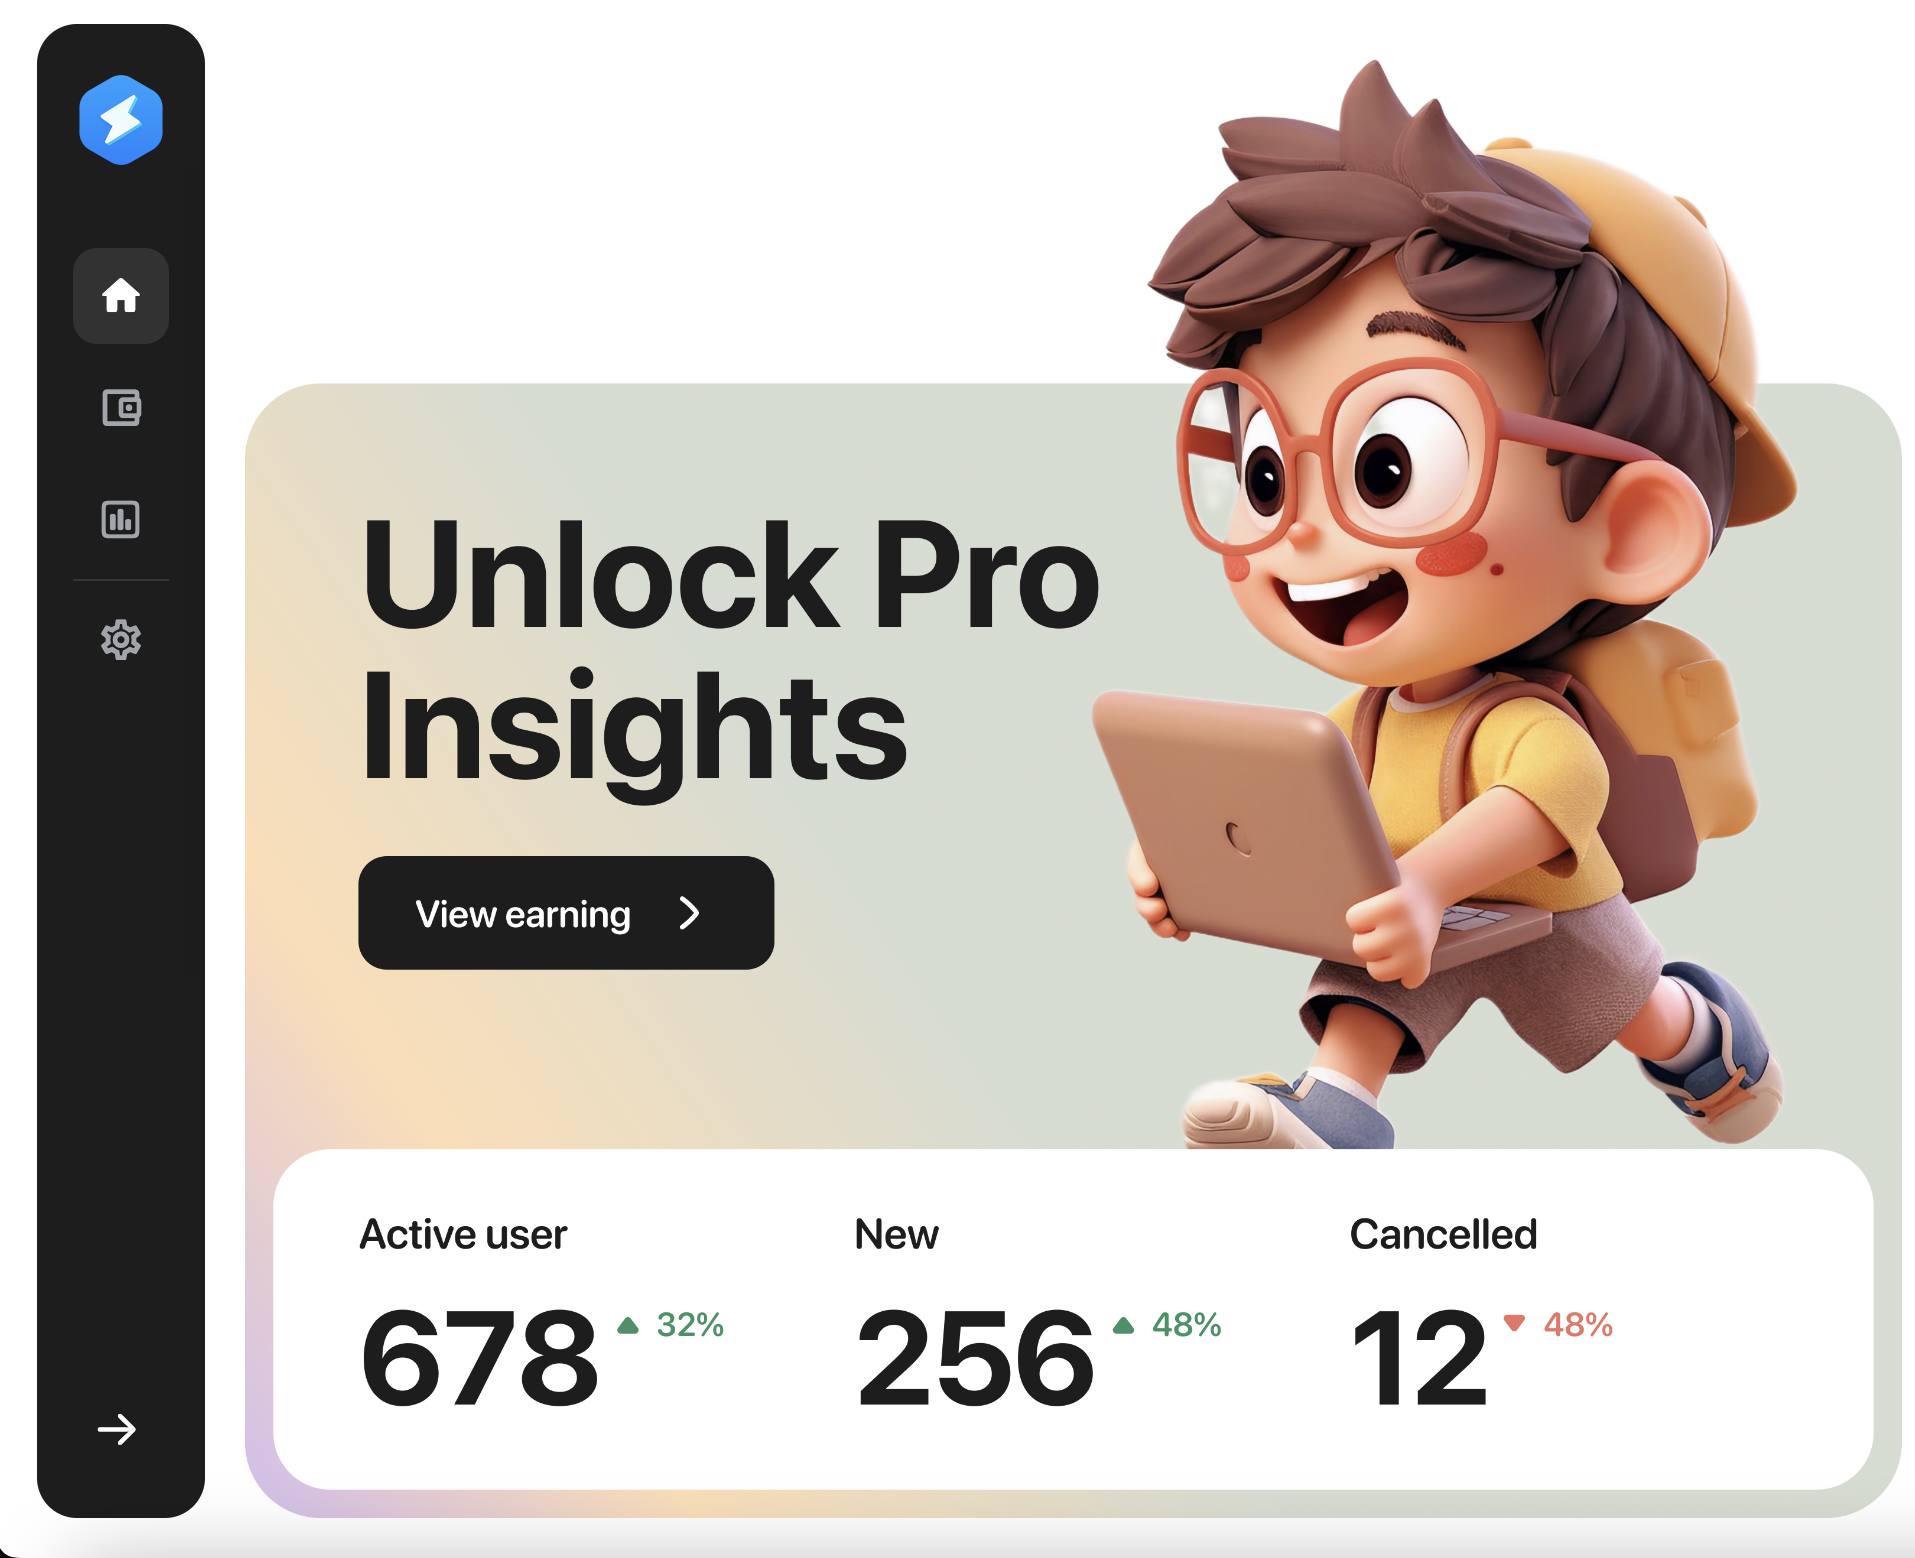 Unlock Pro
Insights
View earning
Active user
678 32%
New
256 48%
Cancelled
12 48%